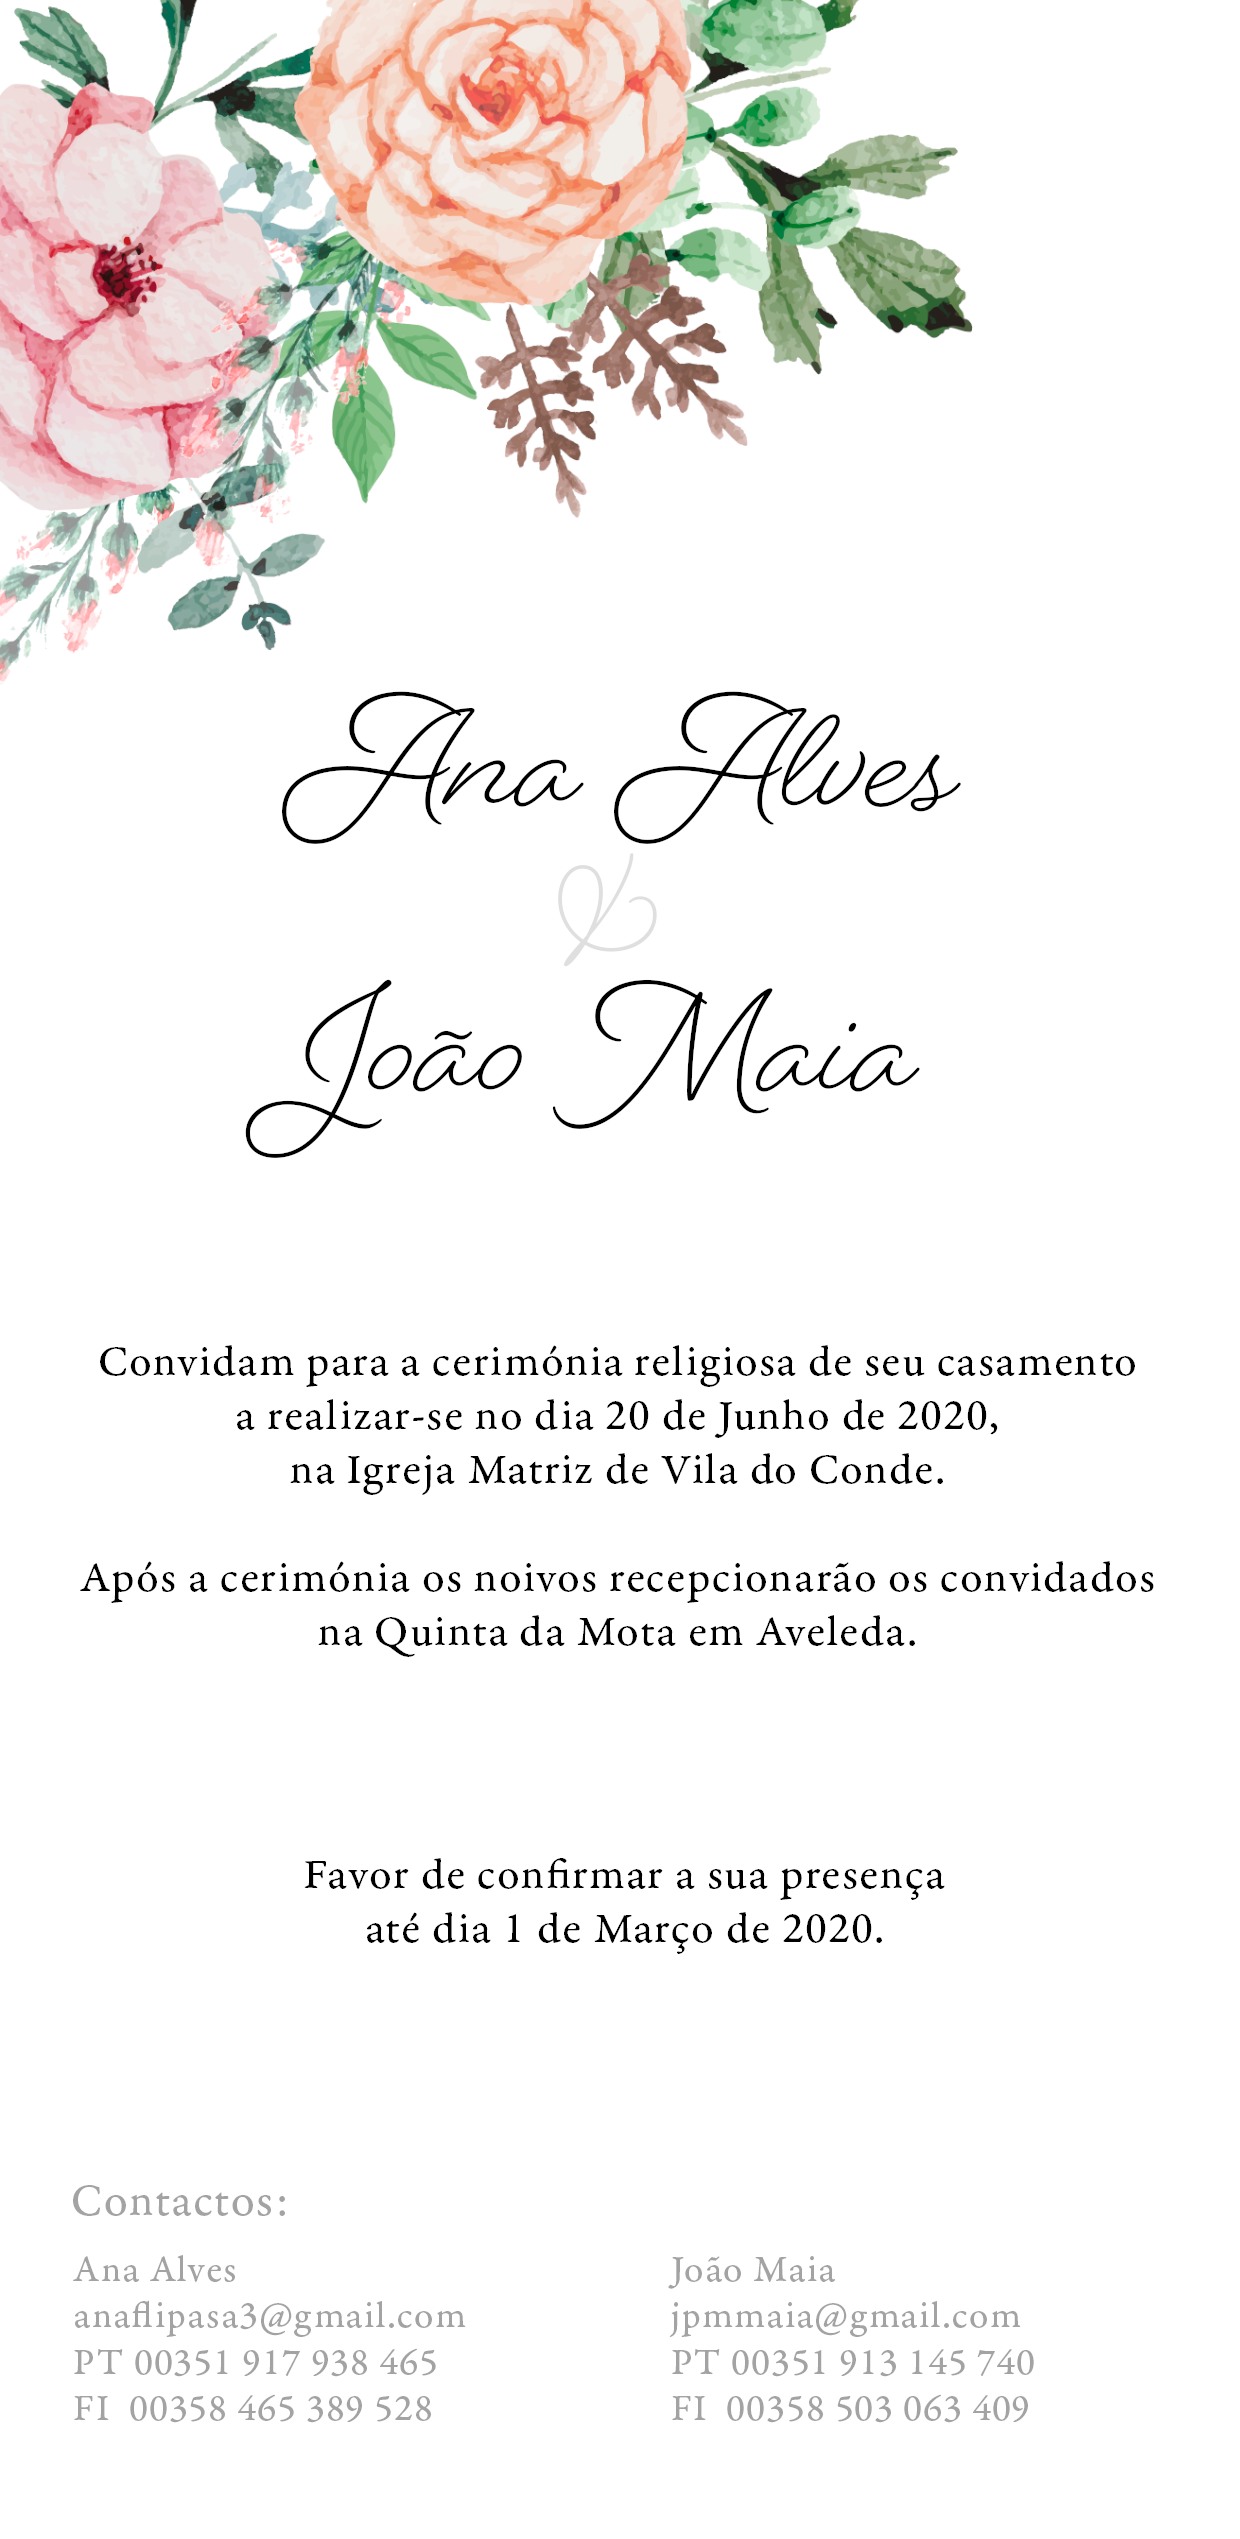 Ana Alves
&
João Maia
Convidam para a cerimónia religiosa de seu casamento
a realizar-se no dia 20 de Junho de 2020,
na Igreja Matriz de Vila do Conde.
Após a cerimónia os noivos recepcionarão os convidados
na Quinta da Mota em Aveleda.
Favor de confirmar a sua presença
até dia 1 de Março de 2020.
Contactos:
Ana Alves
anaflipasa3@gmail.com
PT 00351 917 938 465
FI 00358 465 389 528
João Maia
jpmmaia@gmail.com
PT 00351 913 145 740
FI 00358 503 063 409